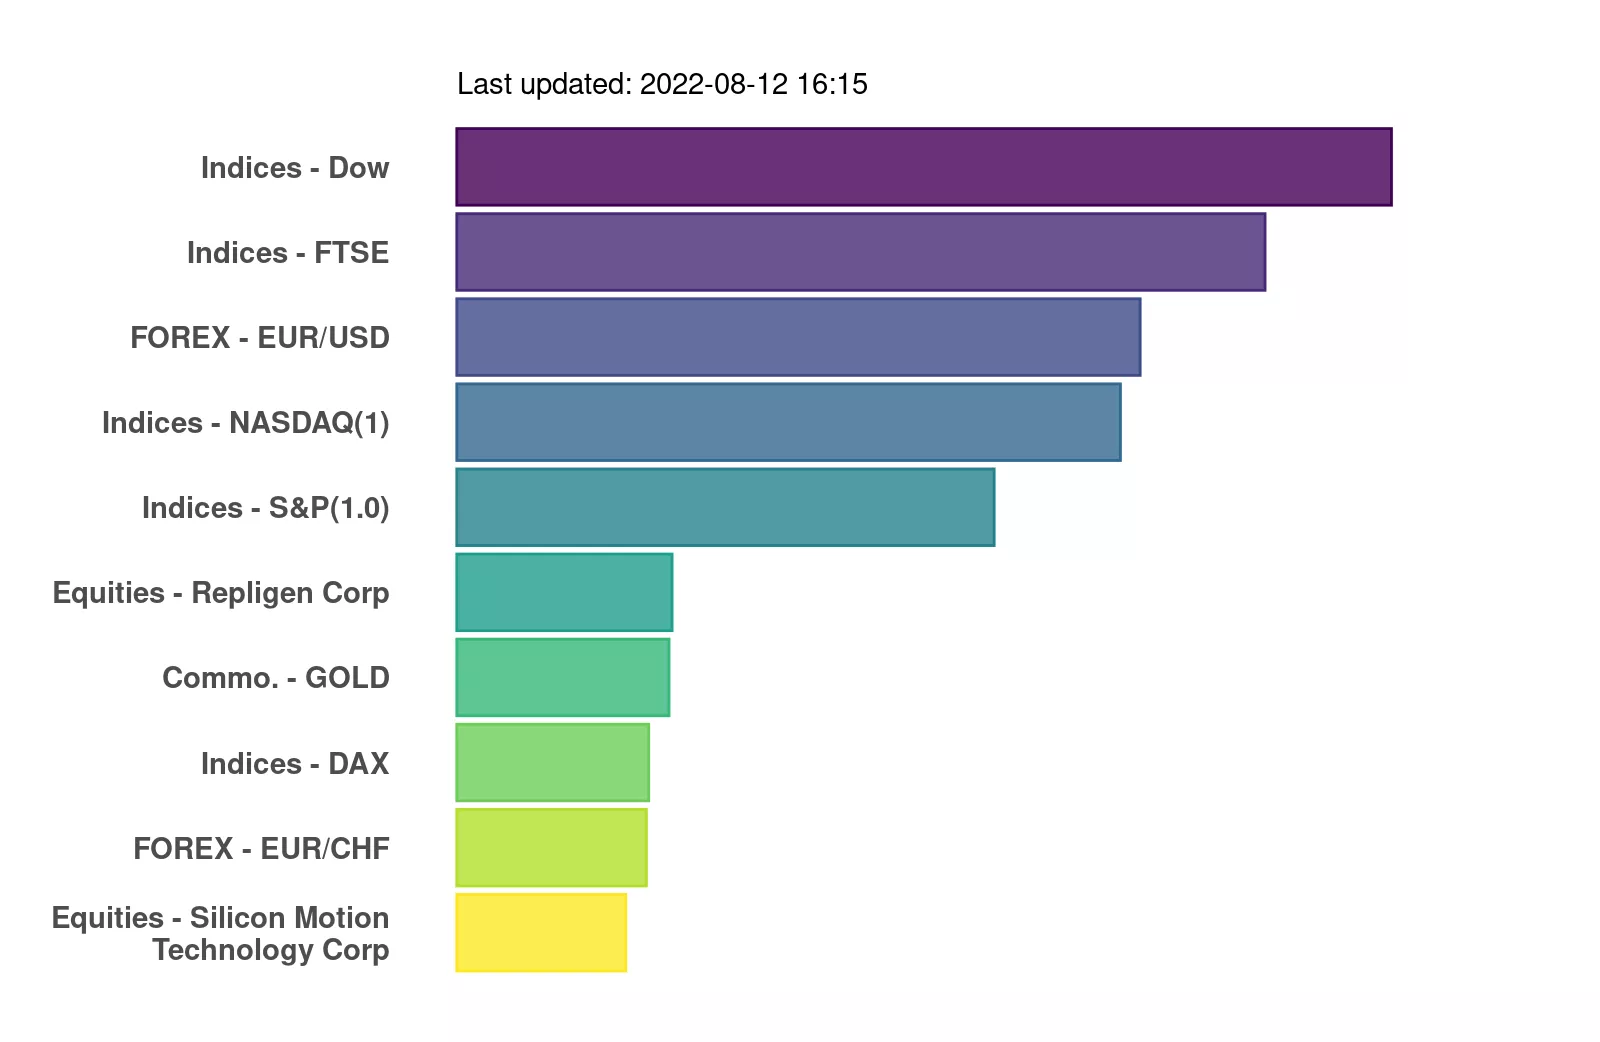 Last updated: 2022-08-12 16:15
Indices - Dow
Indices - FTSE
FOREX - EUR/USD
Indices - NASDAQ(1)
Indices - S&P(1.0)
Equities - Repligen Corp
Commo. - GOLD
Indices - DAX
FOREX - EUR/CHF
Equities - Silicon Motion
Technology Corp